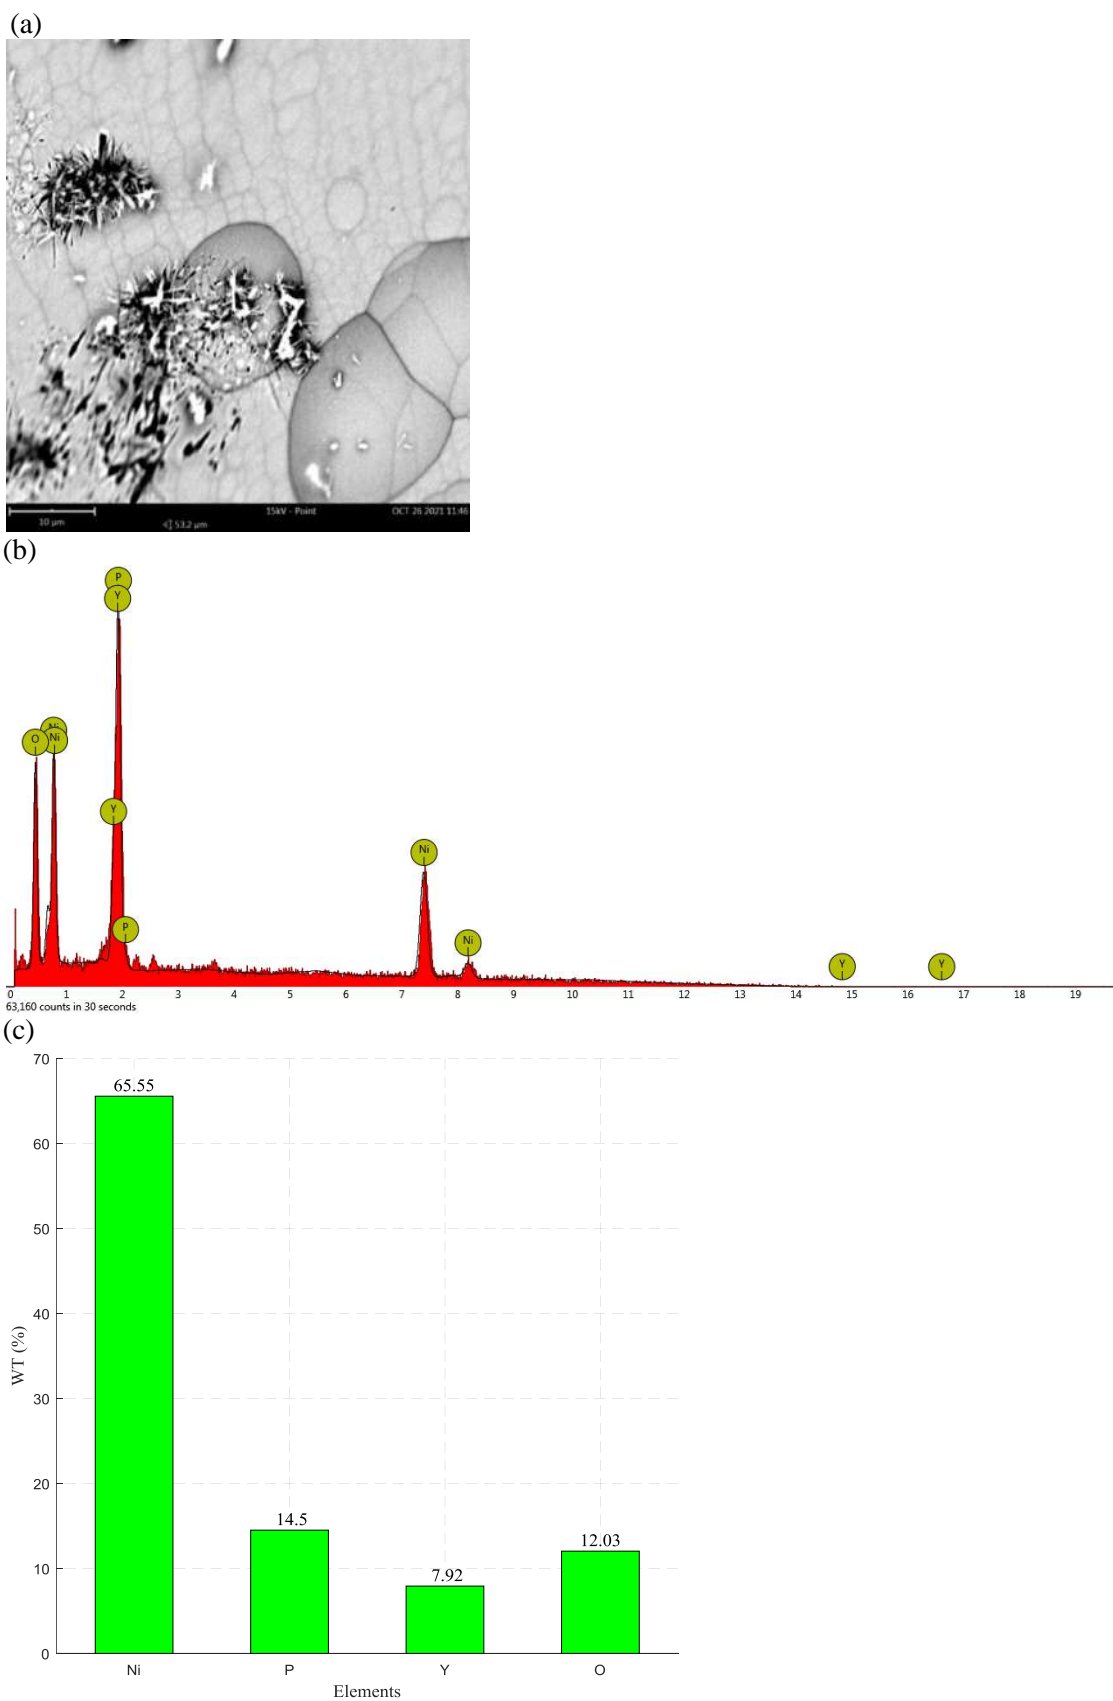 (a)
10 µm
53.2 µm
15kV - Point
OCT 26 2021 11:46
(b)
P
Y
Ni
O
Ni
Y
Ni
P
Ni
Y
Y
0 1 2 3 4 5 6 7 8 9 10 11 12 13 14 15 16 17 18 19
63,160 counts in 30 seconds
(c)
70
65.55
60
50
40
WT (%)
30
20
14.5
12.03
10
7.92
0
Ni P Y O
Elements